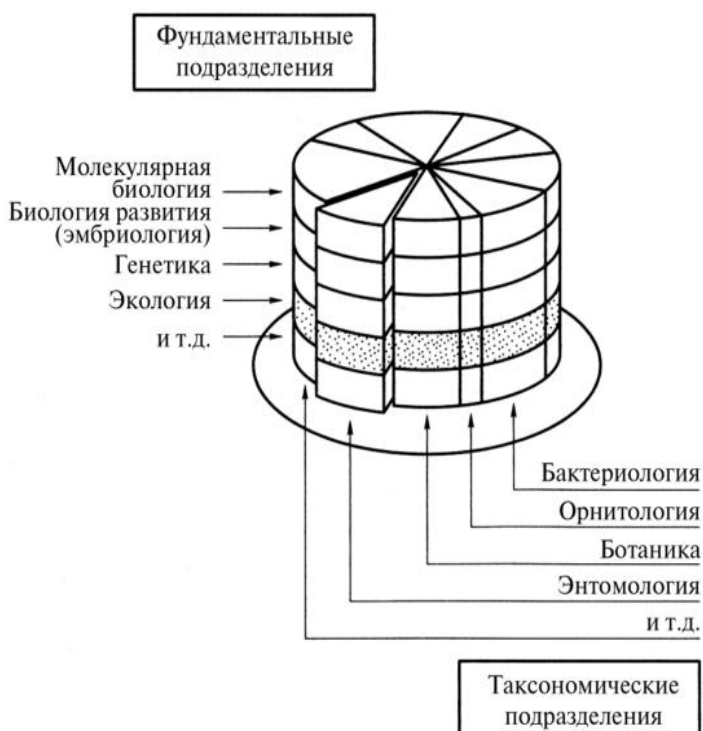 Фундаментальные
подразделения
Молекулярная
биология
Биология развития
(эмбриология)
Генетика
Экология
и т.д.
Бактериология
Орнитология
Ботаника
Энтомология
и т.д.
Таксономические
подразделения